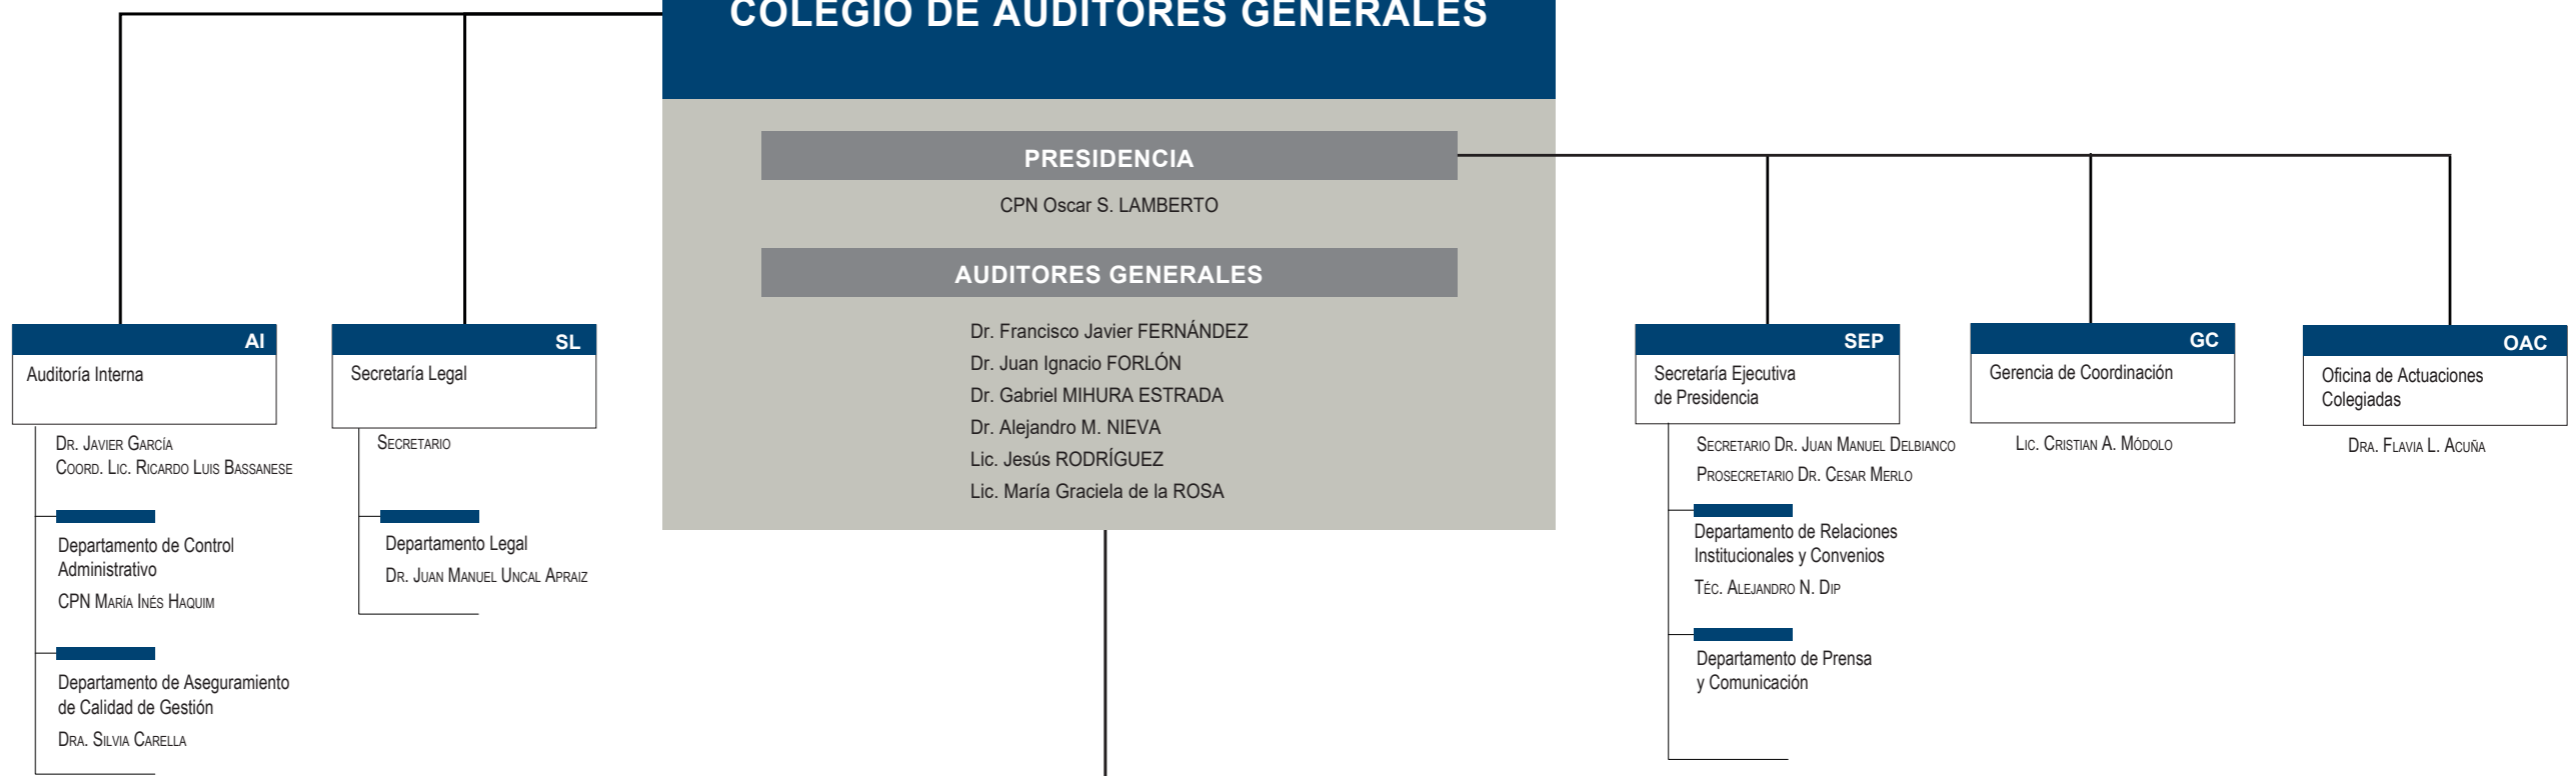 COLEGIO DE AUDITORES GENERALES
PRESIDENCIA
CPN Oscar S. LAMBERTO
AUDITORES GENERALES
Dr. Francisco Javier FERNÁNDEZ
Dr. Juan Ignacio FORLÓN
Dr. Gabriel MIHURA ESTRADA
Dr. Alejandro M. NIEVA
Lic. Jesús RODRÍGUEZ
Lic. María Graciela de la ROSA
AI
Auditoría Interna
DR. JAVIER GARCÍA
COORD. LIC. RICARDO LUIS BASSANESE
Departamento de Control
Administrativo
CPN MARÍA INÉS HAQUIM
Departamento de Aseguramiento
de Calidad de Gestión
DRA. SILVIA CARELLA
SL
Secretaría Legal
SECRETARIO
Departamento Legal
DR. JUAN MANUEL UNCAL APRAIZ
SEP
Secretaría Ejecutiva
de Presidencia
SECRETARIO DR. JUAN MANUEL DELBIANCO
PROSECRETARIO DR. CESAR MERLO
Departamento de Relaciones
Institucionales y Convenios
TÉC. ALEJANDRO N. DIP
Departamento de Prensa
y Comunicación
GC
Gerencia de Coordinación
LIC. CRISTIAN A. MÓDOLO
OAC
Oficina de Actuaciones
Colegiadas
DRA. FLAVIA L. ACUÑA